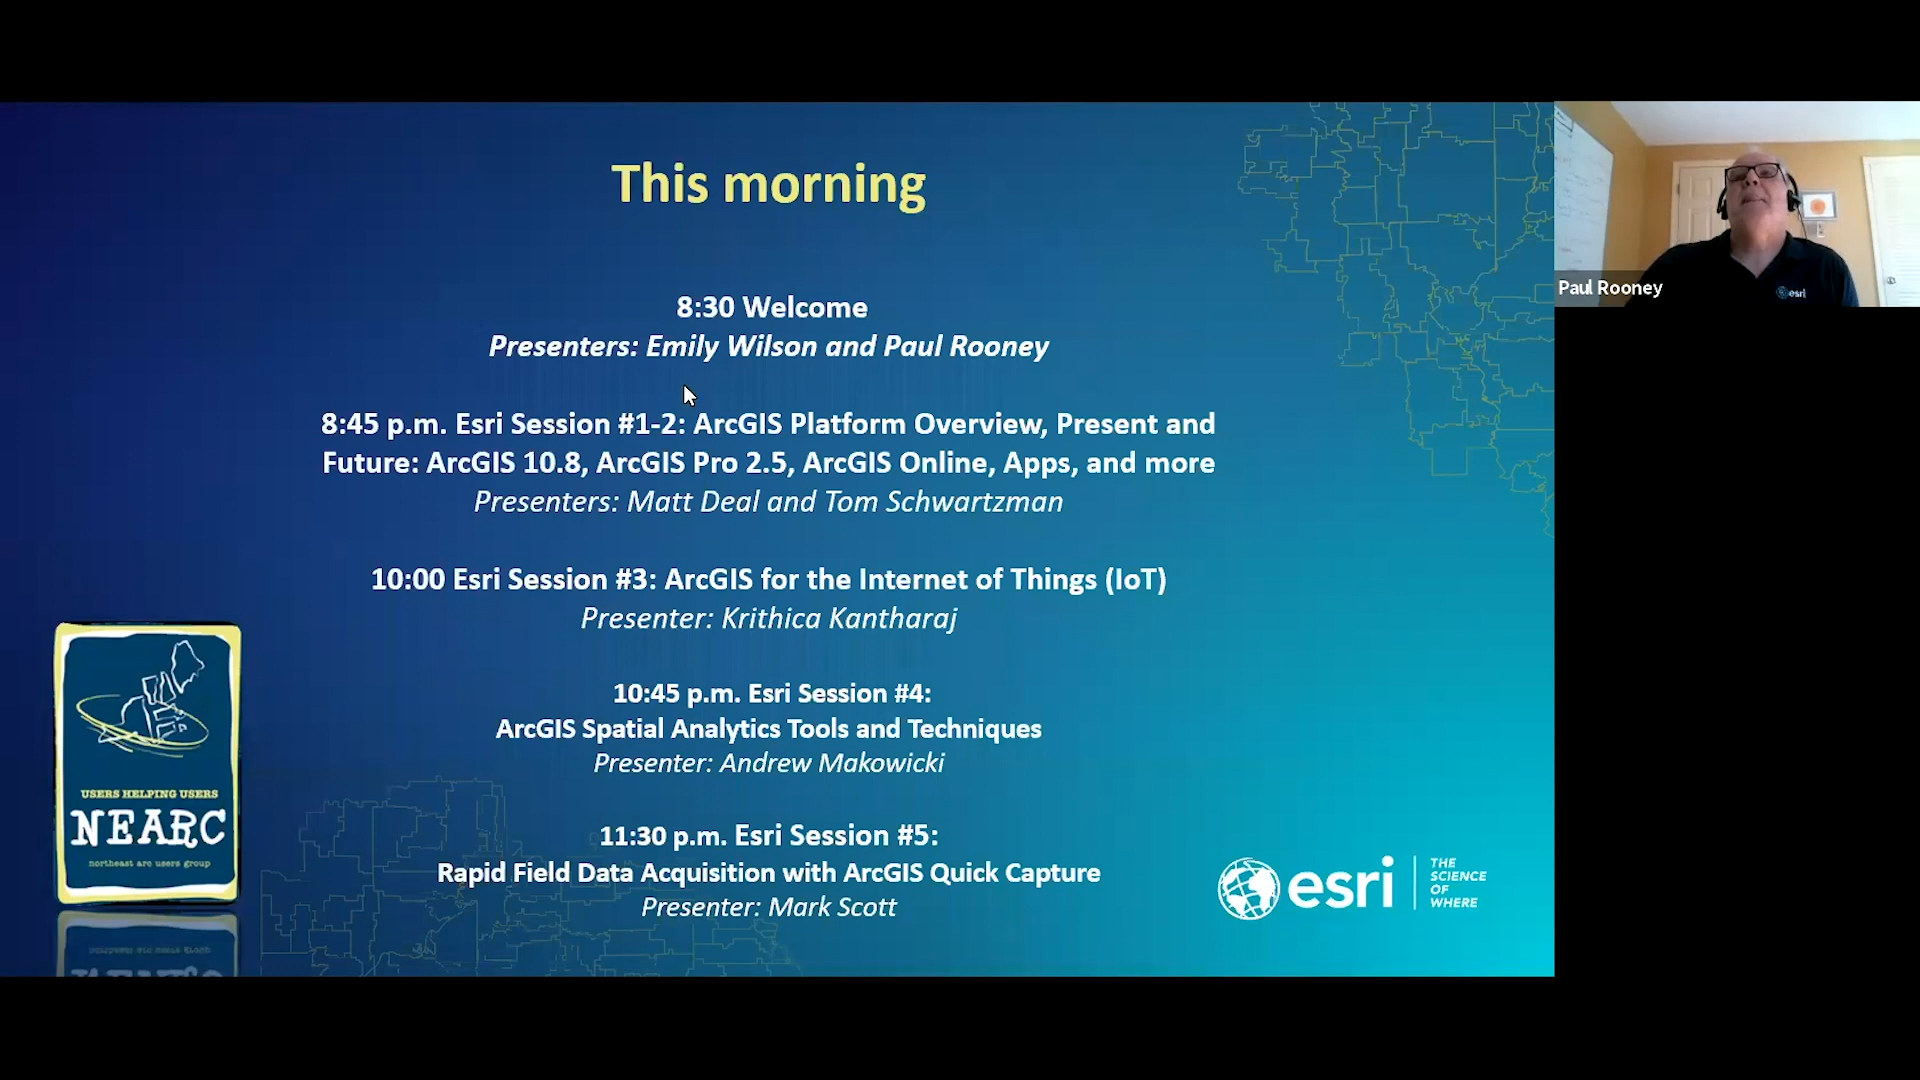 This morning
8:30 Welcome
Presenters: Emily Wilson and Paul Rooney
8:45 p.m. Esri Session #1-2: ArcGIS Platform Overview, Present and
Future: ArcGIS 10.8, ArcGIS Pro 2.5, ArcGIS Online, Apps, and more
Presenters: Matt Deal and Tom Schwartzman
10:00 Esri Session #3: ArcGIS for the Internet of Things (IoT)
Presenter: Krithica Kantharaj
10:45 p.m. Esri Session #4:
ArcGIS Spatial Analytics Tools and Techniques
Presenter: Andrew Makowicki
11:30 p.m. Esri Session #5:
Rapid Field Data Acquisition with ArcGIS Quick Capture
Presenter: Mark Scott
USERS HELPING USERS
NEARC
northeast arc users group
esri
THE
SCIENCE
OF
WHERE
Paul Rooney
esri